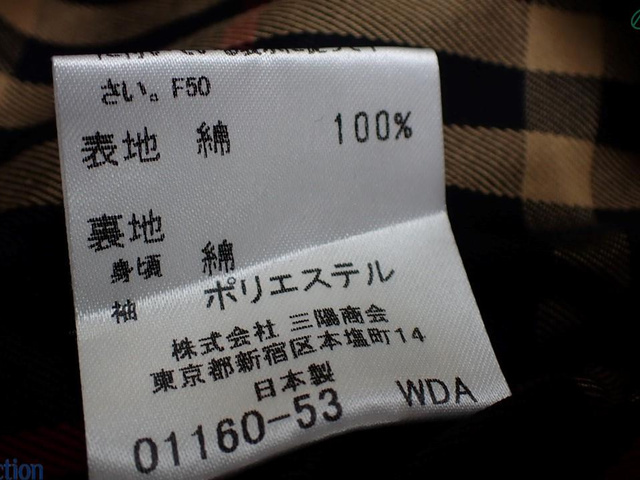 さい。F50
表地 綿 100%
裏地
身頃 綿
袖 ポリエステル
株式会社 三陽商会
東京都新宿区本塩町14
日本製
01160-53 WDA
ction